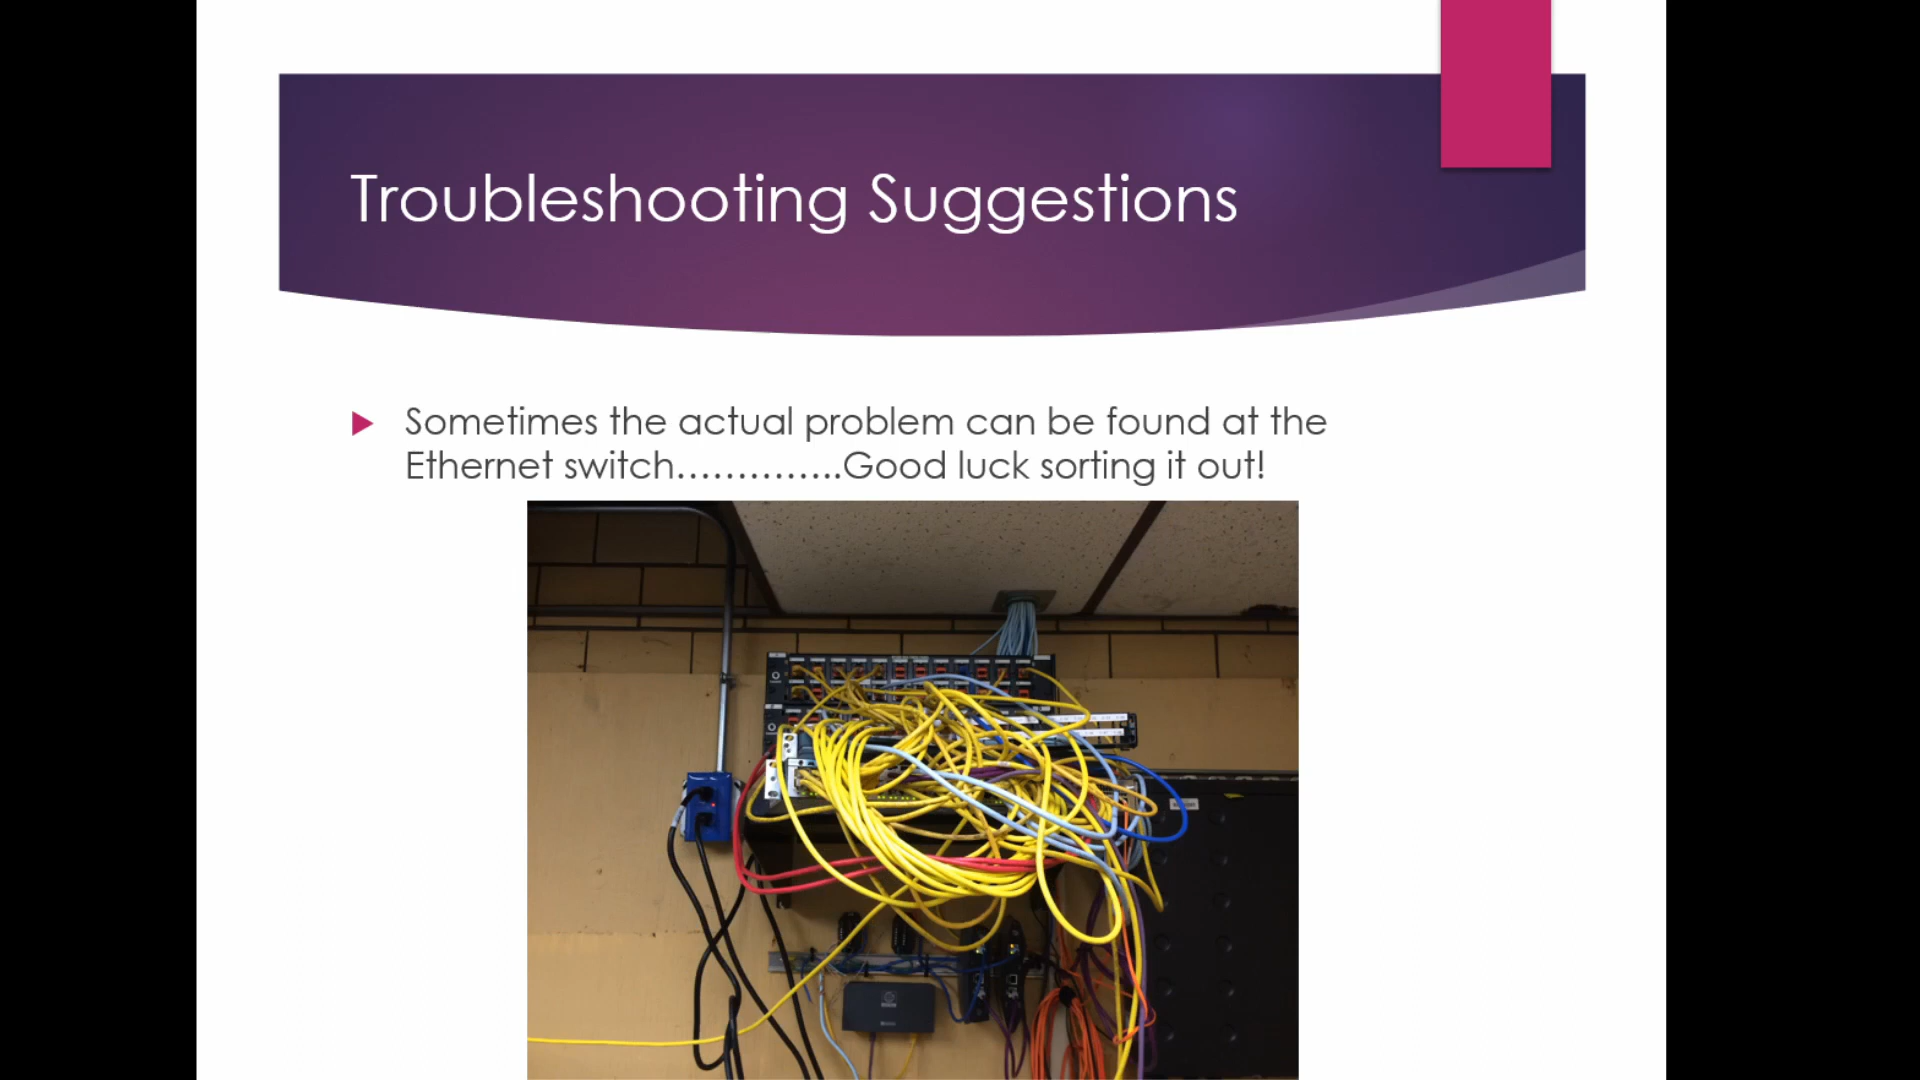 Troubleshooting Suggestions
Sometimes the actual problem can be found at the
Ethernet switch…………..Good luck sorting it out!